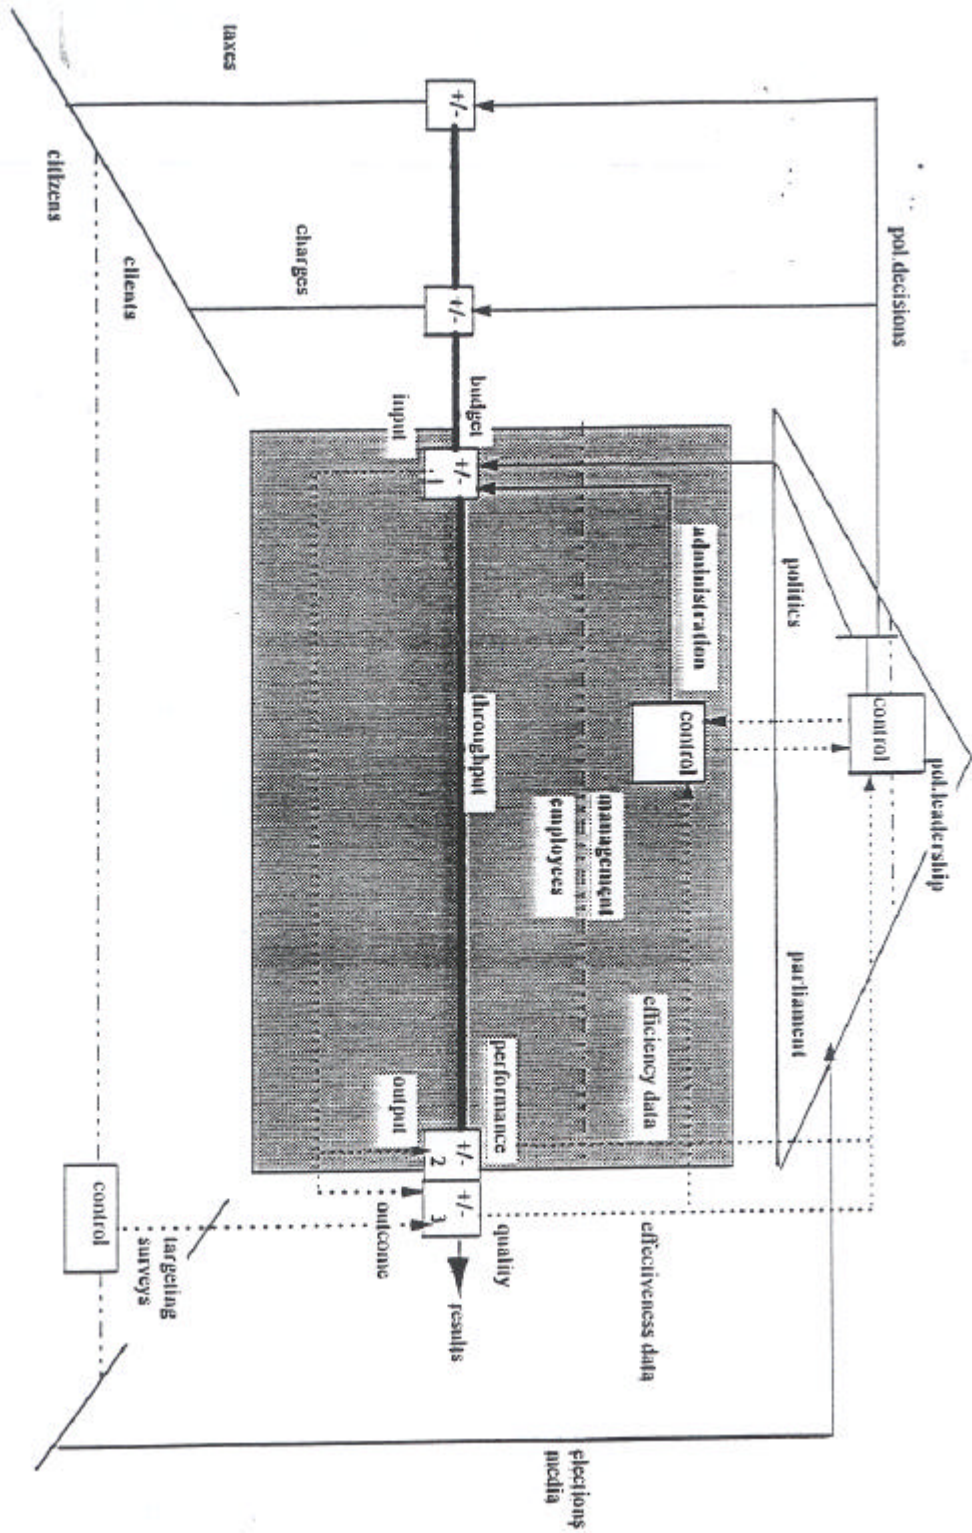 pol.leadership
control
pol.decisions
politics
parliament
control
administration
efficiency data
effectiveness data
elections
media
management
employees
budget
throughput
performance
quality
+/-
+/-
+/-
1
+/-
2
+/-
3
results
input
output
outcome
taxes
charges
targeting
surveys
clients
control
citizens